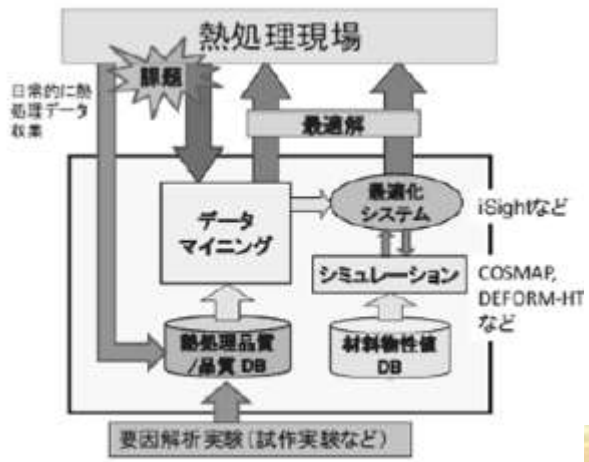 熱処理現場
課題
日常的に熱
処理データ
収集
最適解
データ
マイニング
最適化
システム
iSightなど
シミュレーション
COSMAP,
DEFORM-HT
など
熱処理品質
/品質 DB
材料物性値
DB
要因解析実験(試作実験など)